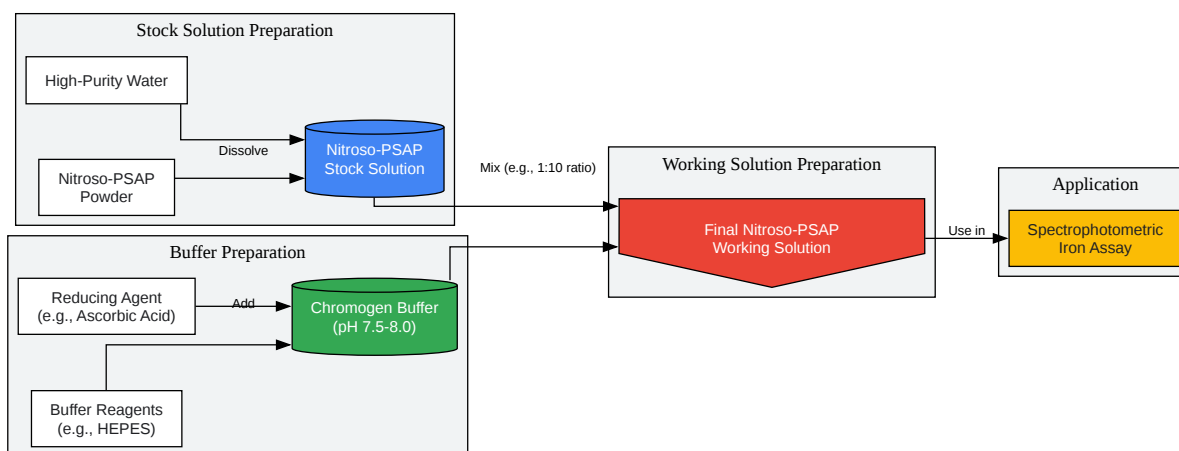 Stock Solution Preparation
High-Purity Water
Dissolve
Nitroso-PSAP
Powder
Nitroso-PSAP
Stock Solution
Mix (e.g., 1:10 ratio)
Buffer Preparation
Reducing Agent
(e.g., Ascorbic Acid)
Add
Chromogen Buffer
(pH 7.5-8.0)
Buffer Reagents
(e.g., HEPES)
Working Solution Preparation
Final Nitroso-PSAP
Working Solution
Use in
Application
Spectrophotometric
Iron Assay